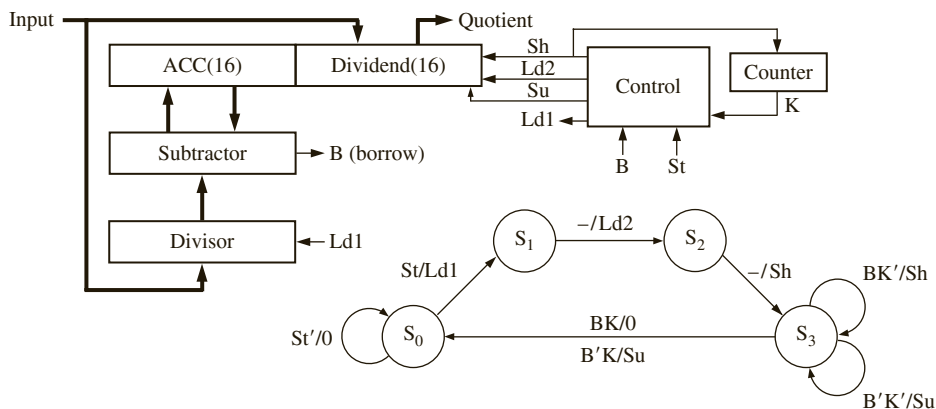 Input
Quotient
ACC(16)
Dividend(16)
Sh
Ld2
Su
Ld1
Control
Counter
K
B
St
Subtractor
B (borrow)
Divisor
Ld1
S0
S1
S2
S3
St'/0
St/Ld1
–/Ld2
–/Sh
BK'/Sh
B'K'/Su
BK/0
B'K/Su